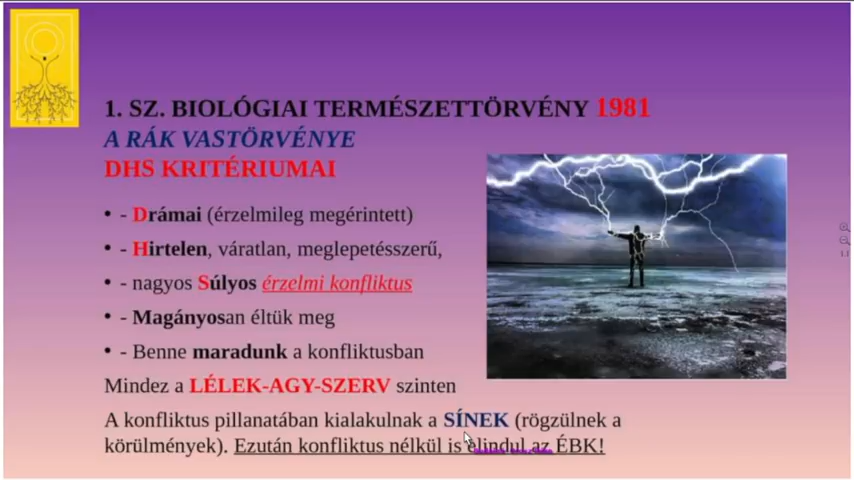 1. SZ. BIOLÓGIAI TERMÉSZETTÖRVÉNY 1981
A RÁK VASTÖRVÉNYE
DHS KRITÉRIUMAI
• - Drámai (érzelmileg megérintett)
• - Hirtelen, váratlan, meglepetésszerű,
• - nagyos Súlyos érzelmi konfliktus
• - Magányosan éltük meg
• - Benne maradunk a konfliktusban
Mindez a LÉLEK-AGY-SZERV szinten
A konfliktus pillanatában kialakulnak a SÍNEK (rögzülnek a
körülmények). Ezután konfliktus nélkül is elindul az ÉBK!